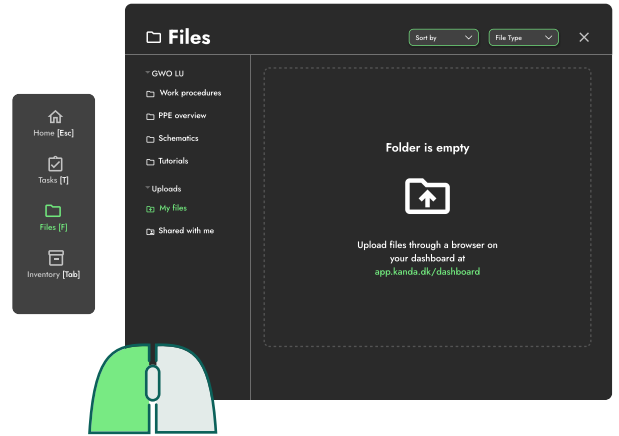 Files
Sort by
File Type
Home [Esc]
Tasks [T]
Files [F]
Inventory [Tab]
GWO LU
Work procedures
PPE overview
Schematics
Tutorials
Uploads
My files
Shared with me
Folder is empty
Upload files through a browser on
your dashboard at
app.kanda.dk/dashboard